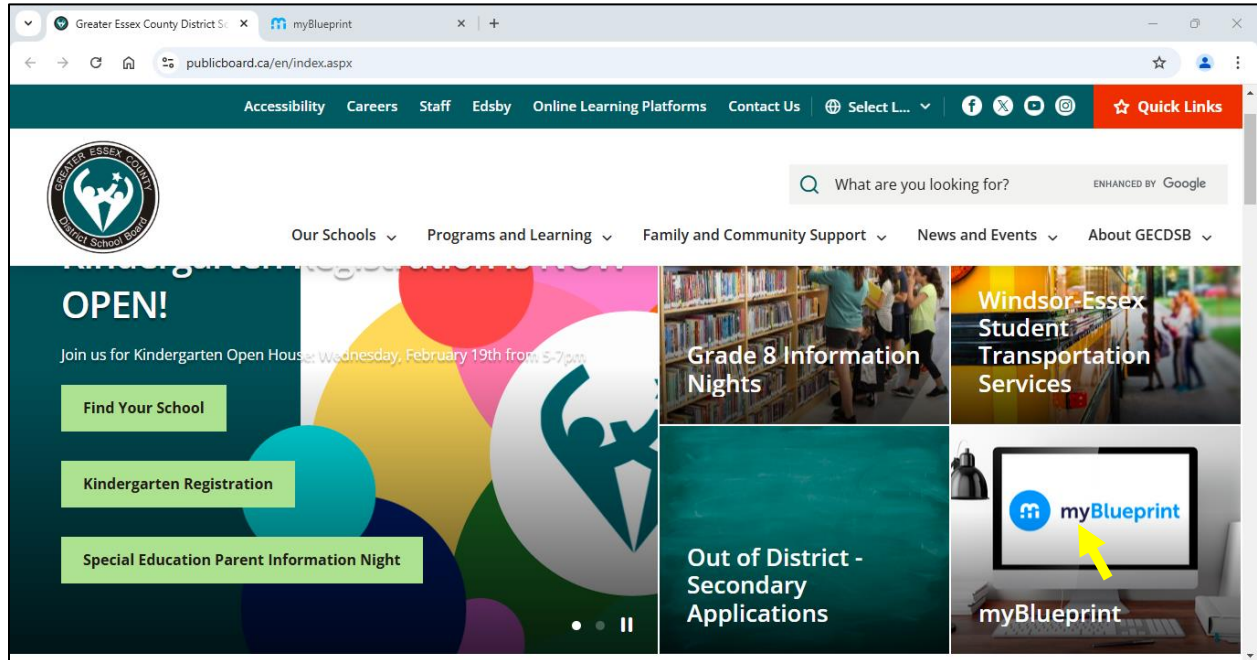 Greater Essex County District Sc
myBlueprint
publicboard.ca/en/index.aspx
Accessibility Careers Staff Edsby Online Learning Platforms Contact Us Select L... Quick Links
GREATER ESSEX COUNTY
District School Board
What are you looking for? ENHANCED BY Google
Our Schools Programs and Learning Family and Community Support News and Events About GECDSB
Kindergarten Registration is NOW
OPEN!
Join us for Kindergarten Open House: Wednesday, February 19th from 5-7pm
Find Your School
Kindergarten Registration
Special Education Parent Information Night
Grade 8 Information
Nights
Windsor-Essex
Student
Transportation
Services
Out of District -
Secondary
Applications
myBlueprint
myBlueprint